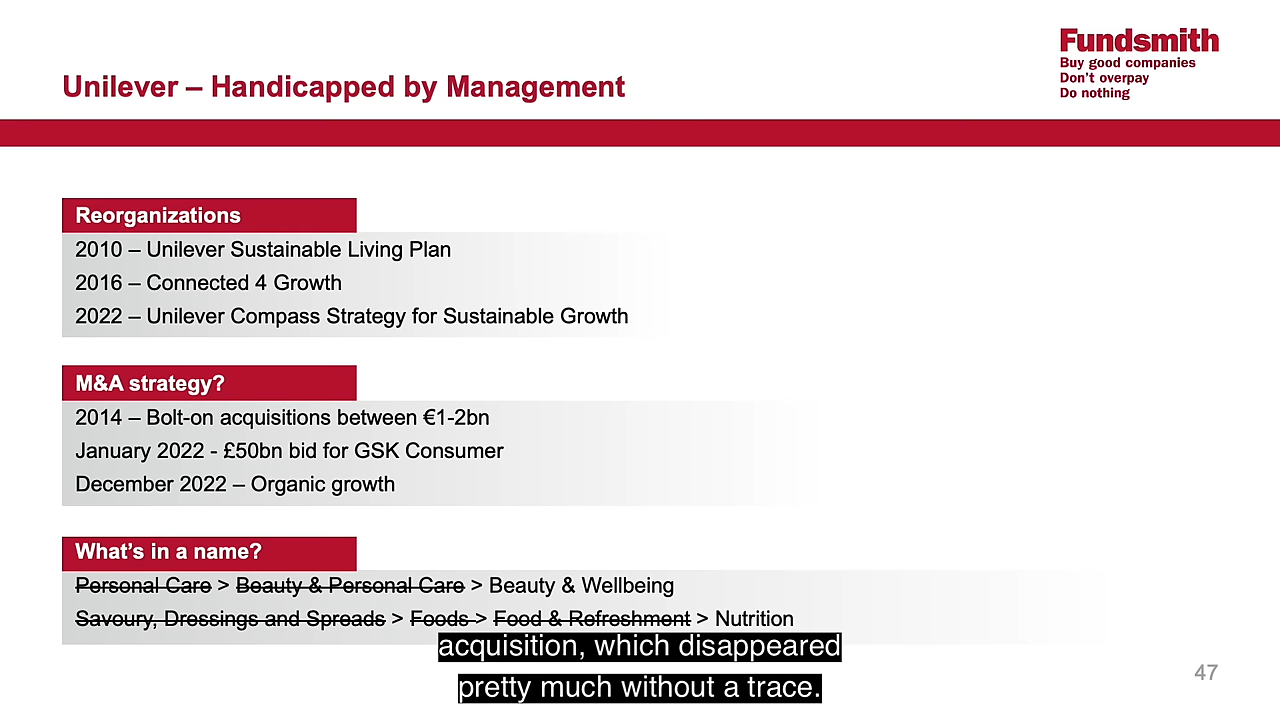 Fundsmith
Buy good companies
Don't overpay
Do nothing
Unilever – Handicapped by Management
Reorganizations
2010 – Unilever Sustainable Living Plan
2016 – Connected 4 Growth
2022 – Unilever Compass Strategy for Sustainable Growth
M&A strategy?
2014 – Bolt-on acquisitions between €1-2bn
January 2022 - £50bn bid for GSK Consumer
December 2022 – Organic growth
What's in a name?
Personal Care > Beauty & Personal Care > Beauty & Wellbeing
Savoury, Dressings and Spreads > Foods > Food & Refreshment > Nutrition
acquisition, which disappeared
pretty much without a trace.
47